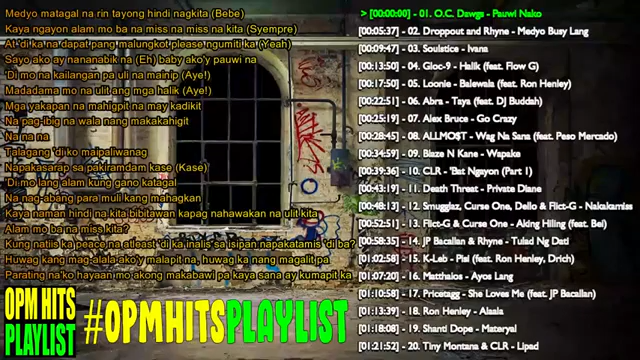 Medyo matagal na rin tayong hindi nagkita (Bebe)
Kaya ngayon alam mo ba na miss na miss na kita (Syempre)
At 'di ka na dapat pang malungkot please ngumiti ka (Yeah)
Sayo ako ay nananabik na (Eh) baby ako'y pauwi na
'Di mo na kailangan pa uli na mainip (Aye!)
Madadama mo na ulit ang mga halik (Aye!)
Mga yakapan na mahigpit na may kadikit
Na pag-ibig na wala nang makakahigit
Na na na
Talagang 'di ko maipaliwanag
Napakasarap sa pakiramdam kase (Kase)
'Di mo lang alam kung gano katagal
Na nag-abang para muli kang mahagkan
Kaya naman hindi na kita bibitawan kapag nahawakan na ulit kita
Alam mo ba na miss kita?
Kung natiis ka peace na atleast 'di ka inalis sa isipan napakatamis 'di ba?
Huwag kang mag-alala ako'y malapit na, huwag ka nang magalit pa
Parating na ko hayaan mo akong makabawi pa kaya sana ay kumapit ka
OPM HITS
PLAYLIST
#OPMHITSPLAYLIST
> [00:00:00] - 01. O.C. Dawgs - Pauwi Nako
[00:05:37] - 02. Droppout and Rhyne - Medyo Busy Lang
[00:09:47] - 03. Soulstice - Ivana
[00:13:50] - 04. Gloc-9 - Halik (feat. Flow G)
[00:17:50] - 05. Loonie - Balewala (feat. Ron Henley)
[00:22:51] - 06. Abra - Taya (feat. DJ Buddah)
[00:25:57] - 07. Alex Bruce - Go Crazy
[00:28:45] - 08. ALLMO$T - Wag Na Sana (feat. Peso Mercado)
[00:34:59] - 09. Blaze N Kane - Wapake
[00:39:36] - 10. CLR - 'Bat Ngayon (Part 1)
[00:43:19] - 11. Death Threat - Private Diane
[00:48:13] - 12. Smugglaz, Curse One, Dello & Flict-G - Nakakamiss
[00:52:51] - 13. Flict-G & Curse One - Aking Hiling (feat. Bei)
[00:58:35] - 14. JP Bacallan & Rhyne - Tulad Ng Dati
[01:02:58] - 15. K-Leb - Pisi (feat. Ron Henley, Drich)
[01:07:20] - 16. Matthaios - Ayos Lang
[01:10:58] - 17. Pricetagg - She Loves Me (feat. JP Bacallan)
[01:13:39] - 18. Ron Henley - Alaala
[01:18:08] - 19. Shanti Dope - Materyal
[01:21:52] - 20. Tiny Montana & CLR - Lipad